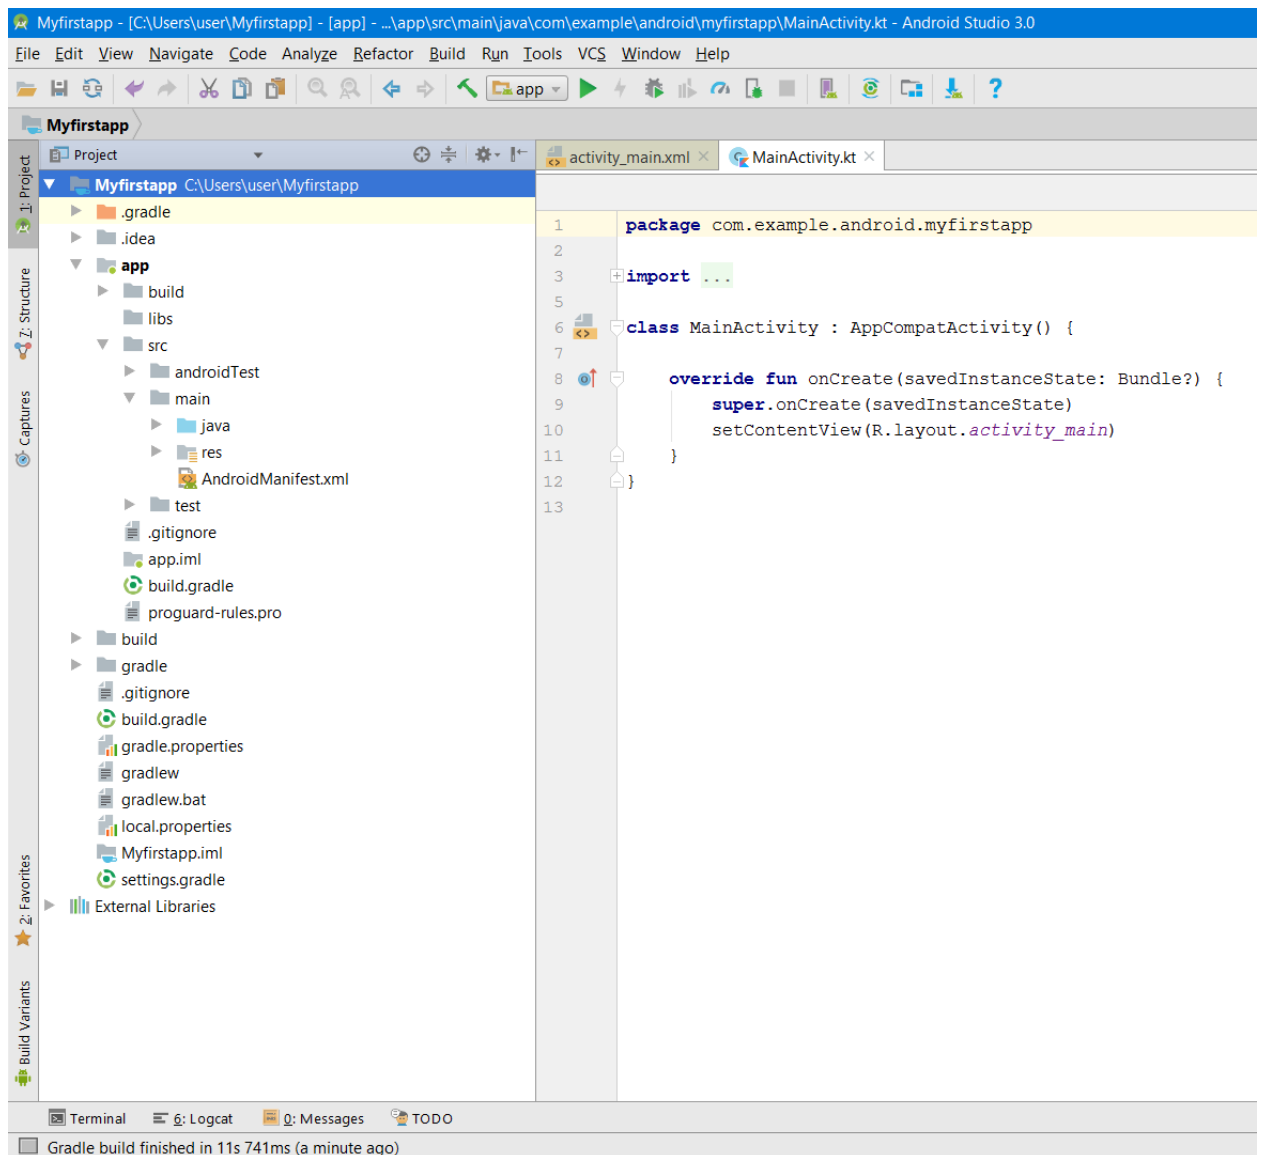 Myfirstapp - [C:\Users\user\Myfirstapp] - [app] - ...\app\src\main\java\com\example\android\myfirstapp\MainActivity.kt - Android Studio 3.0
File Edit View Navigate Code Analyze Refactor Build Run Tools VCS Window Help
app
Myfirstapp
1: Project
7: Structure
Captures
2: Favorites
Build Variants
Project
Myfirstapp C:\Users\user\Myfirstapp
.gradle
.idea
app
build
libs
src
androidTest
main
java
res
AndroidManifest.xml
test
.gitignore
app.iml
build.gradle
proguard-rules.pro
build
gradle
.gitignore
build.gradle
gradle.properties
gradlew
gradlew.bat
local.properties
Myfirstapp.iml
settings.gradle
External Libraries
activity_main.xml MainActivity.kt
1 package com.example.android.myfirstapp
2
3 import ...
5
6 class MainActivity : AppCompatActivity() {
7
8 override fun onCreate(savedInstanceState: Bundle?) {
9 super.onCreate(savedInstanceState)
10 setContentView(R.layout.activity_main)
11 }
12 }
13
Terminal 6: Logcat 0: Messages TODO
Gradle build finished in 11s 741ms (a minute ago)